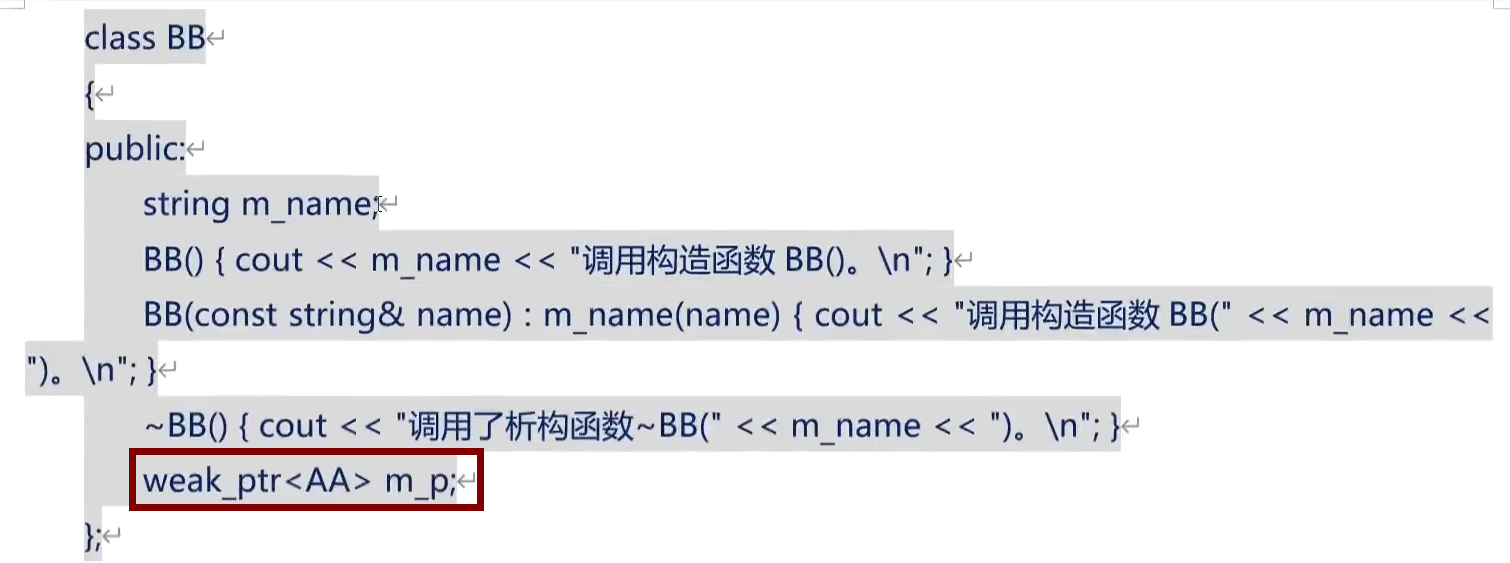 class BB
{
public:
string m_name;
BB() { cout << m_name << "调用构造函数 BB()。\n"; }
BB(const string& name) : m_name(name) { cout << "调用构造函数 BB(" << m_name <<
")。\n"; }
~BB() { cout << "调用了析构函数~BB(" << m_name << ")。\n"; }
weak_ptr<AA> m_p;
};